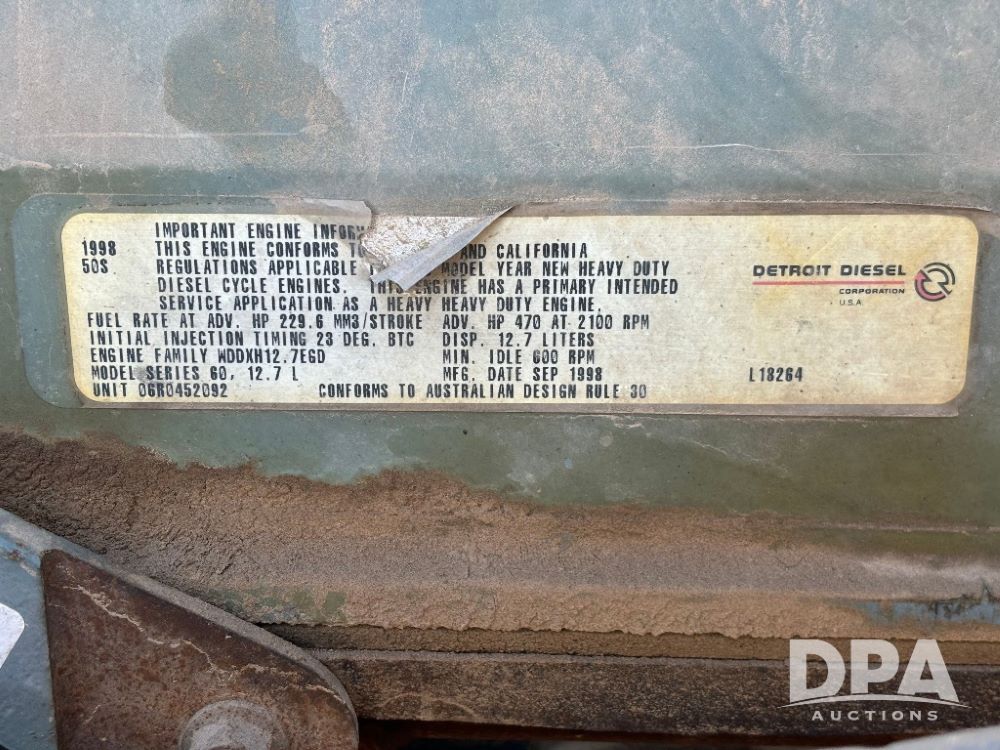 IMPORTANT ENGINE
1998 THIS ENGINE CONFORMS TO AND CALIFORNIA
50S REGULATIONS APPLICABLE MODEL YEAR NEW HEAVY DUTY
DIESEL CYCLE ENGINES. THIS ENGINE HAS A PRIMARY INTENDED
SERVICE APPLICATION AS A HEAVY HEAVY DUTY ENGINE.
FUEL RATE AT ADV. HP 229.6 MM3/STROKE ADV. HP 470 AT 2100 RPM
INITIAL INJECTION TIMING 23 DEG. BTC DISP. 12.7 LITERS
ENGINE FAMILY WDDXH12.7EGD MIN. IDLE 600 RPM
MODEL SERIES 60, 12.7 L MFG. DATE SEP 1998 L18264
UNIT 06R0452092 CONFORMS TO AUSTRALIAN DESIGN RULE 30
DETROIT DIESEL
CORPORATION
U.S.A.
DPA
AUCTIONS